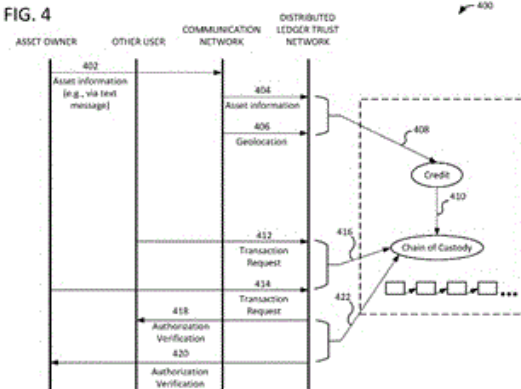 FIG. 4
400
ASSET OWNER
OTHER USER
COMMUNICATION
NETWORK
DISTRIBUTED
LEDGER TRUST
NETWORK
402
Asset information
(e.g., via text
message)
404
Asset information
406
Geolocation
408
Credit
410
412
Transaction
Request
416
Chain of Custody
414
Transaction
Request
422
418
Authorization
Verification
420
Authorization
Verification